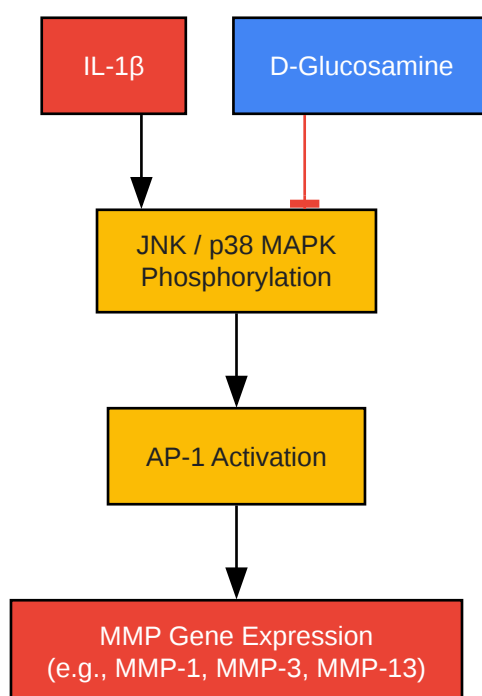 IL-1β
D-Glucosamine
JNK / p38 MAPK
Phosphorylation
AP-1 Activation
MMP Gene Expression
(e.g., MMP-1, MMP-3, MMP-13)